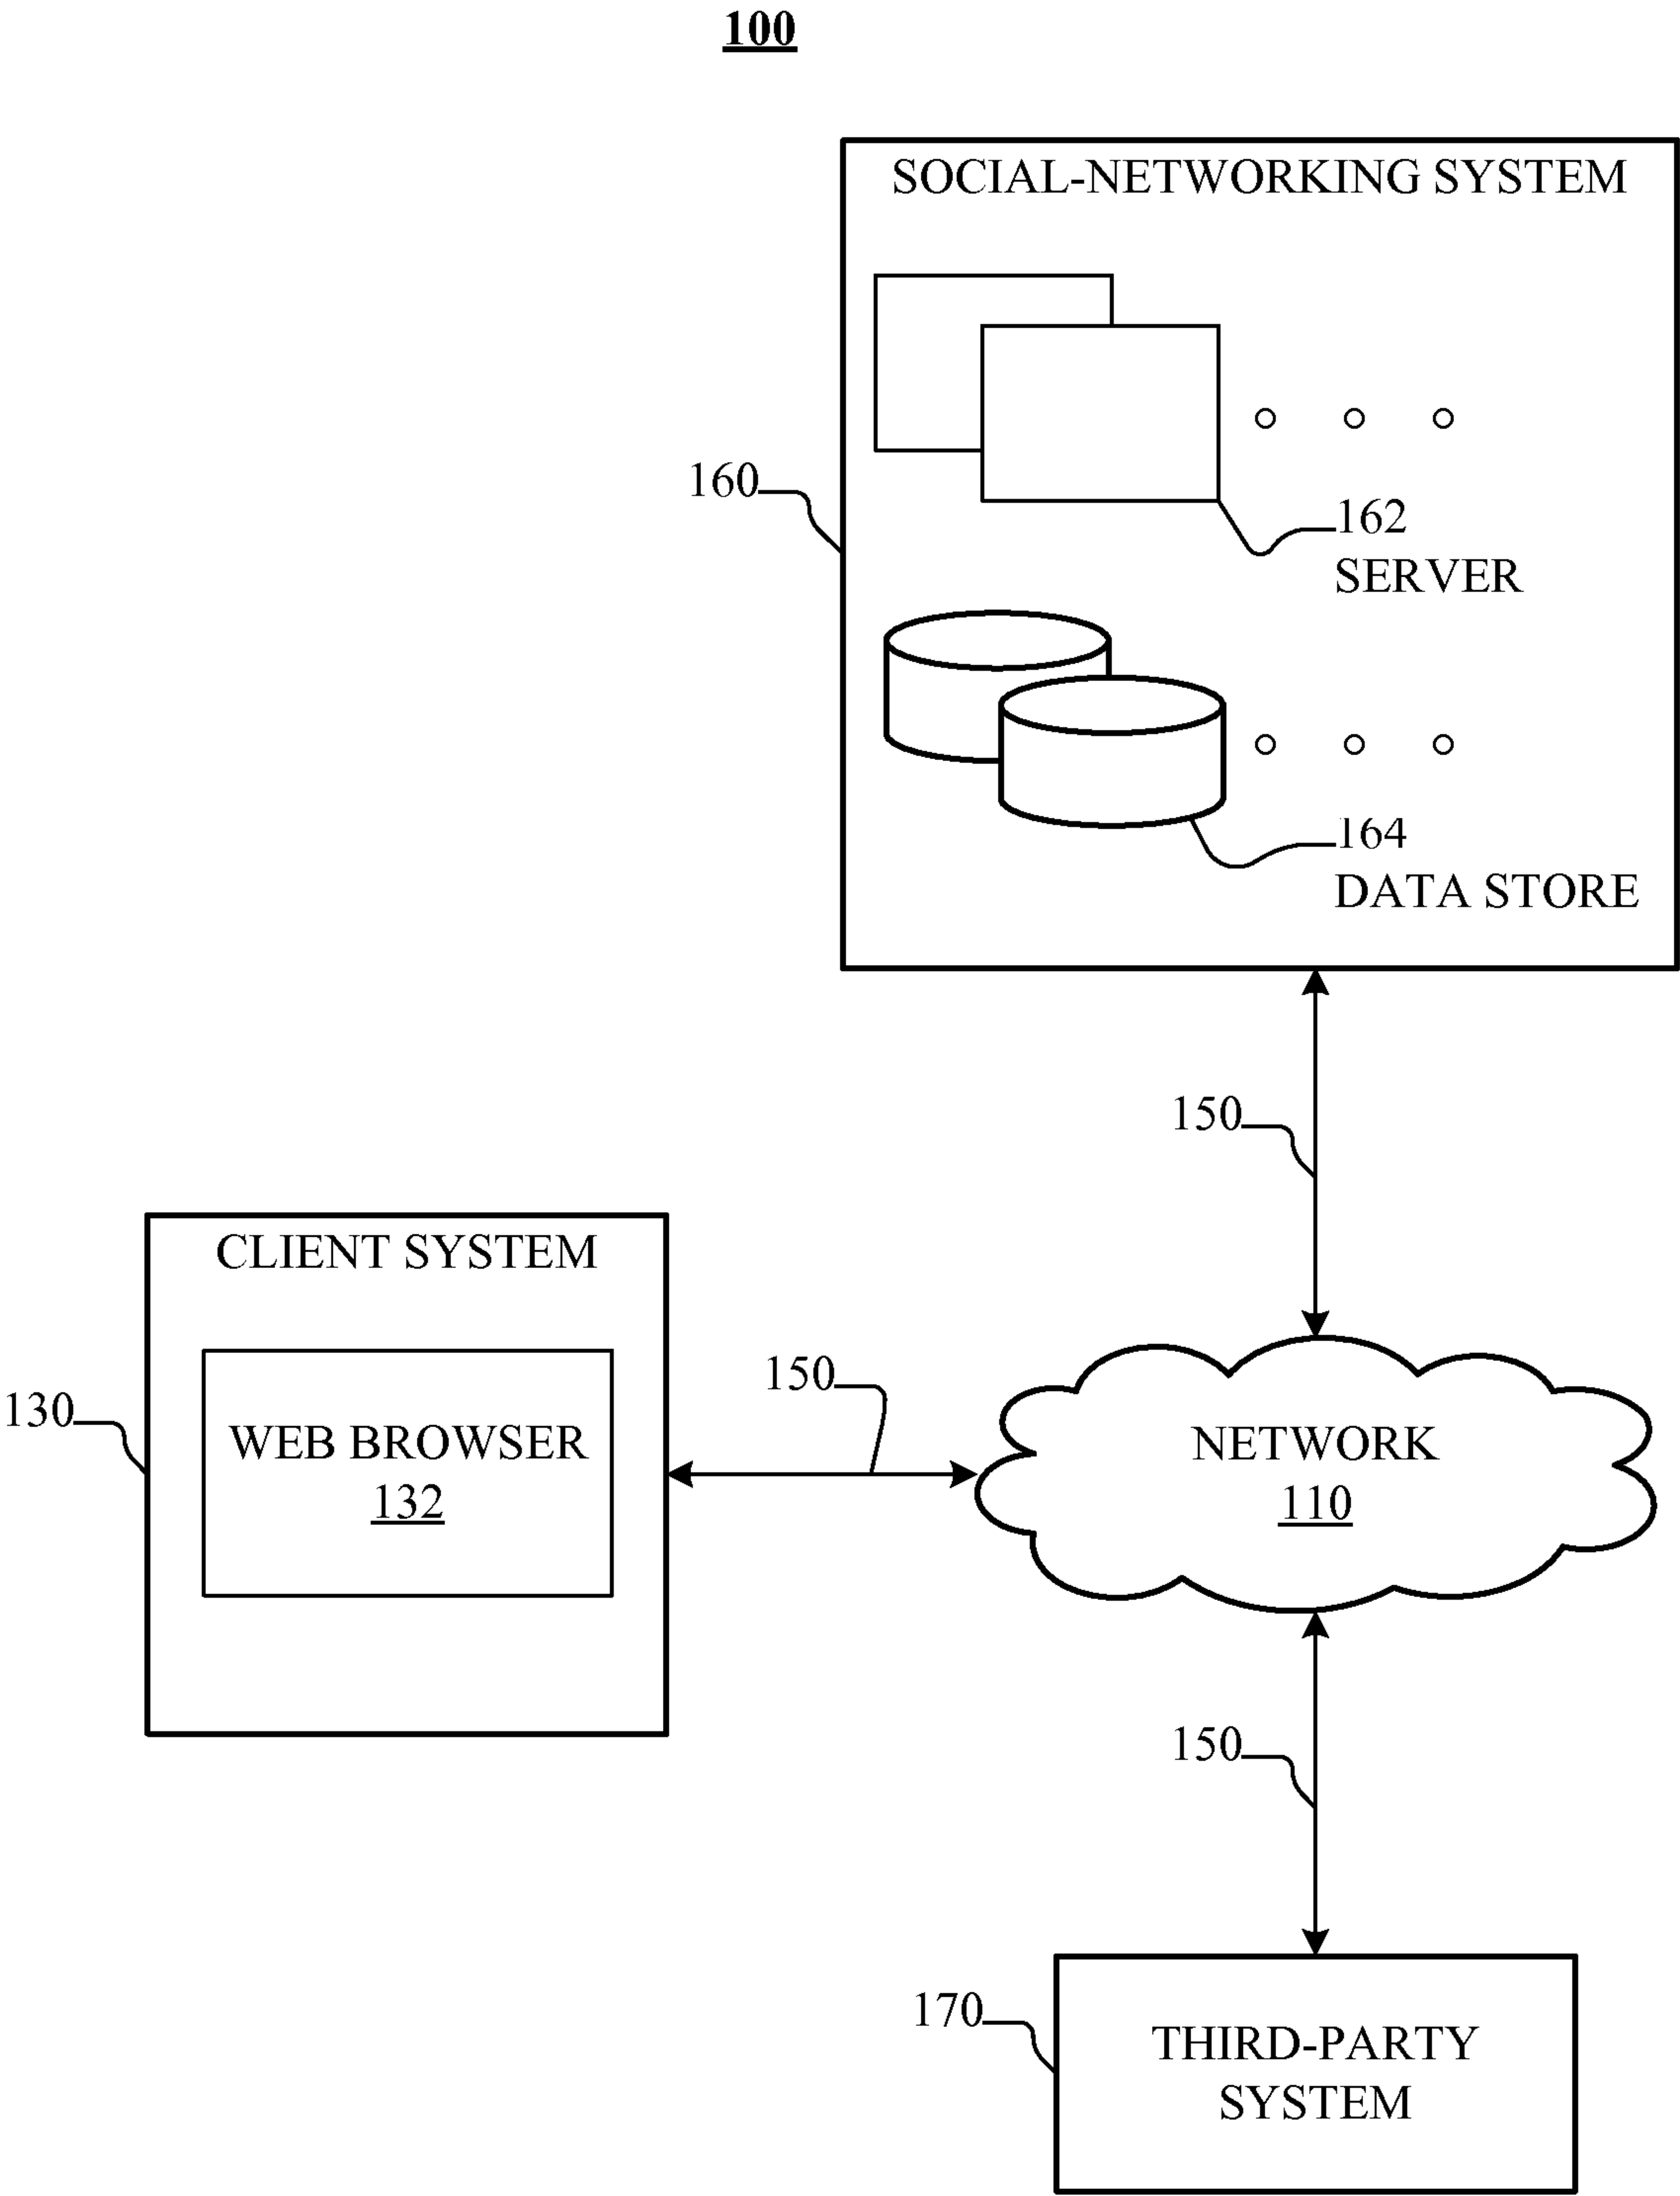 100
SOCIAL-NETWORKING SYSTEM
160
162
SERVER
164
DATA STORE
150
CLIENT SYSTEM
130
WEB BROWSER
132
150
NETWORK
110
150
170
THIRD-PARTY
SYSTEM